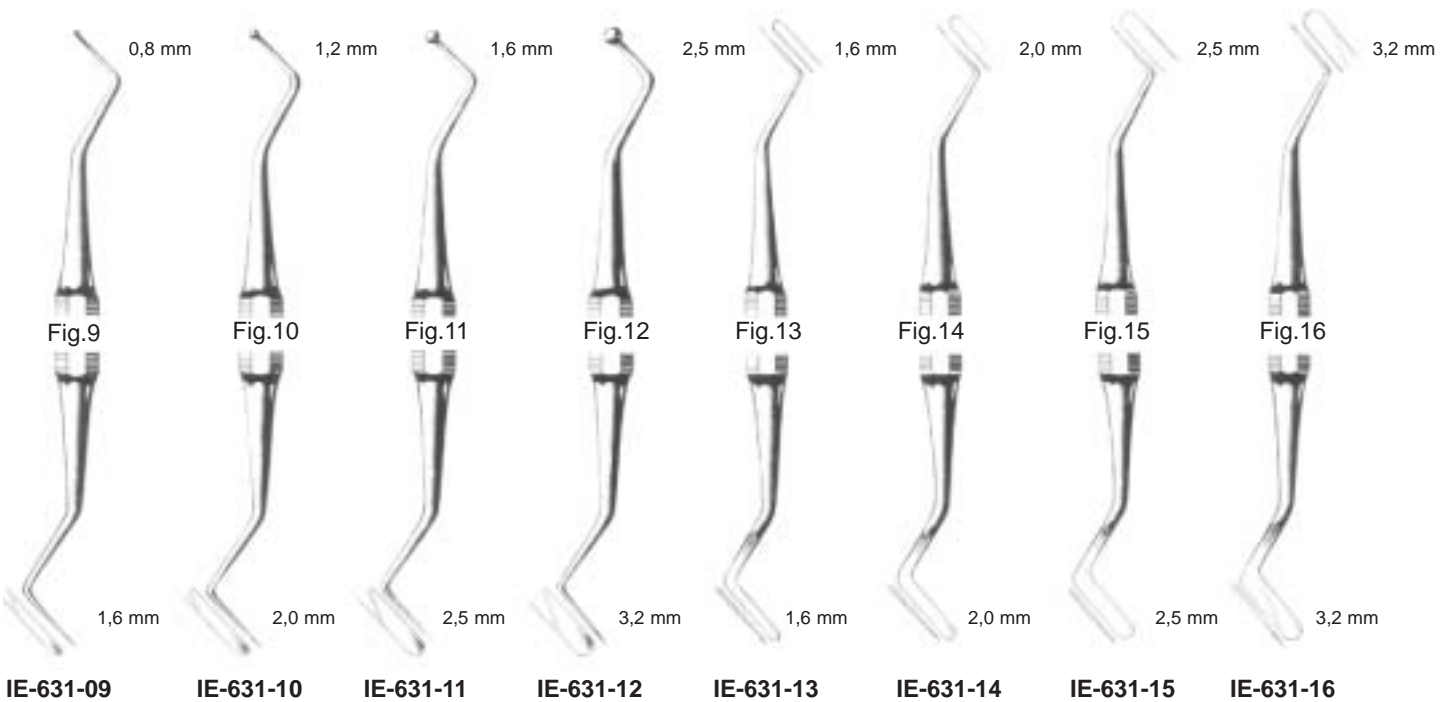 0,8 mm 1,2 mm 1,6 mm 2,5 mm 1,6 mm 2,0 mm 2,5 mm 3,2 mm
Fig.9 Fig.10 Fig.11 Fig.12 Fig.13 Fig.14 Fig.15 Fig.16
1,6 mm 2,0 mm 2,5 mm 3,2 mm 1,6 mm 2,0 mm 2,5 mm 3,2 mm
IE-631-09 IE-631-10 IE-631-11 IE-631-12 IE-631-13 IE-631-14 IE-631-15 IE-631-16